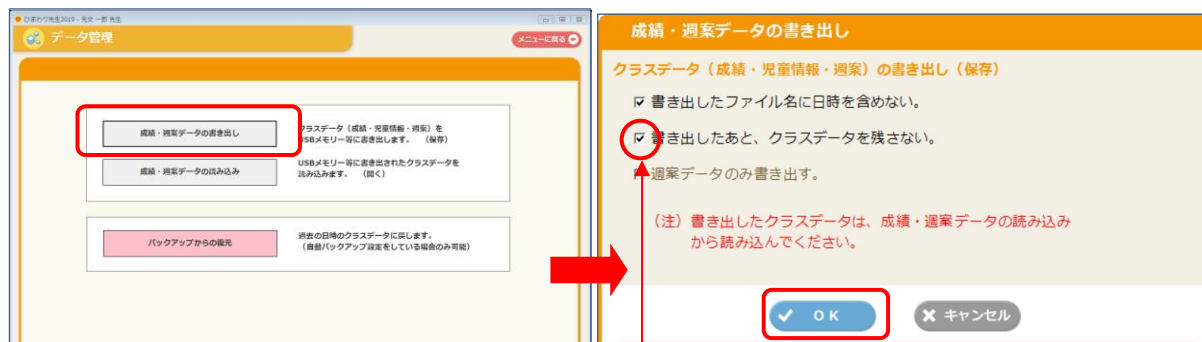 ひまわり先生2019 - 光文 一郎 先生
データ管理
メニューに戻る
成績・週案データの書き出し
クラスデータ（成績・児童情報・週案）を
USBメモリー等に書き出します。　（保存）
成績・週案データの読み込み
USBメモリー等に書き出されたクラスデータを
読み込みます。　（開く）
バックアップからの復元
過去の日時のクラスデータに戻します。
（自動バックアップ設定をしている場合のみ可能）
成績・週案データの書き出し
クラスデータ（成績・児童情報・週案）の書き出し（保存）
書き出したファイル名に日時を含めない。
書き出したあと、クラスデータを残さない。
週案データのみ書き出す。
（注）書き出したクラスデータは、成績・週案データの読み込み
から読み込んでください。
OK
キャンセル